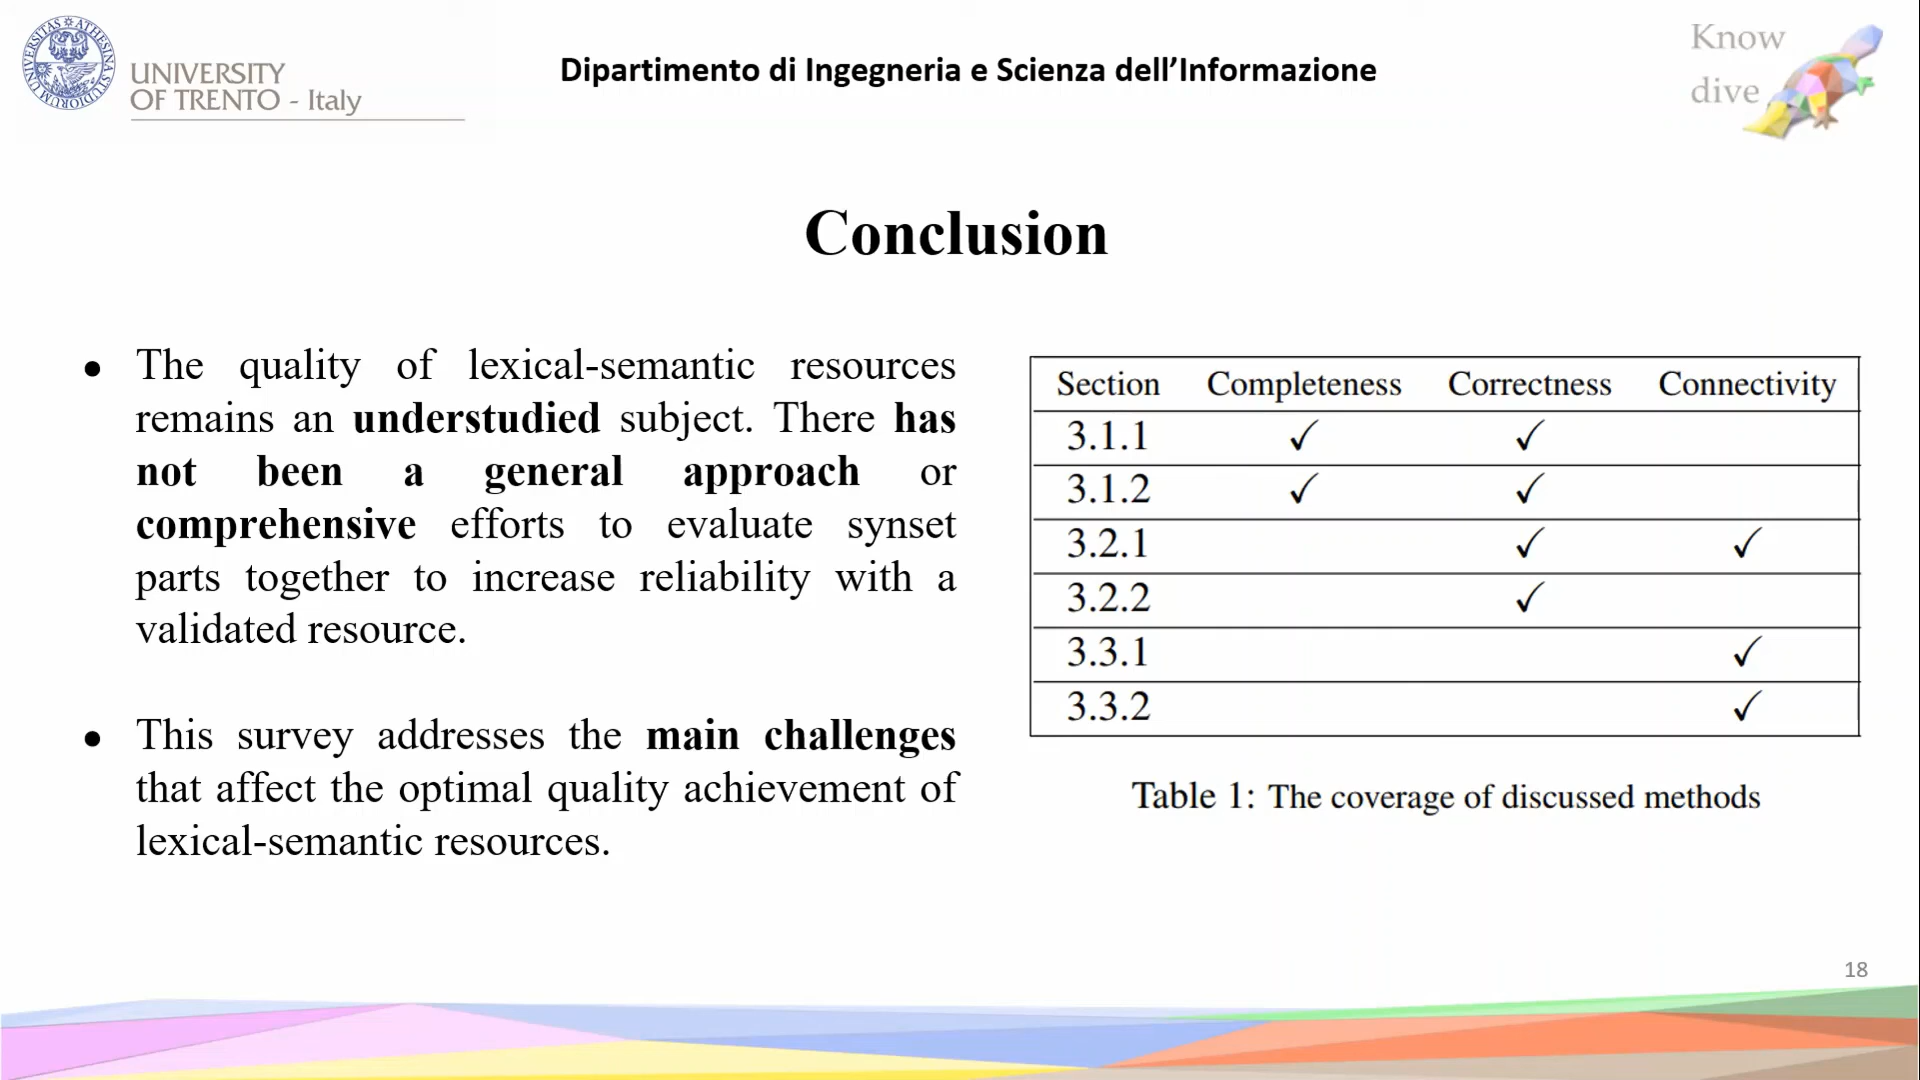 UNIVERSITY
OF TRENTO - Italy
Dipartimento di Ingegneria e Scienza dell'Informazione
Know
dive
Conclusion
● The quality of lexical-semantic resources
remains an understudied subject. There has
not been a general approach or
comprehensive efforts to evaluate synset
parts together to increase reliability with a
validated resource.
● This survey addresses the main challenges
that affect the optimal quality achievement of
lexical-semantic resources.
Section Completeness Correctness Connectivity
3.1.1 ✓ ✓
3.1.2 ✓ ✓
3.2.1 ✓ ✓
3.2.2 ✓
3.3.1 ✓
3.3.2 ✓
Table 1: The coverage of discussed methods
18